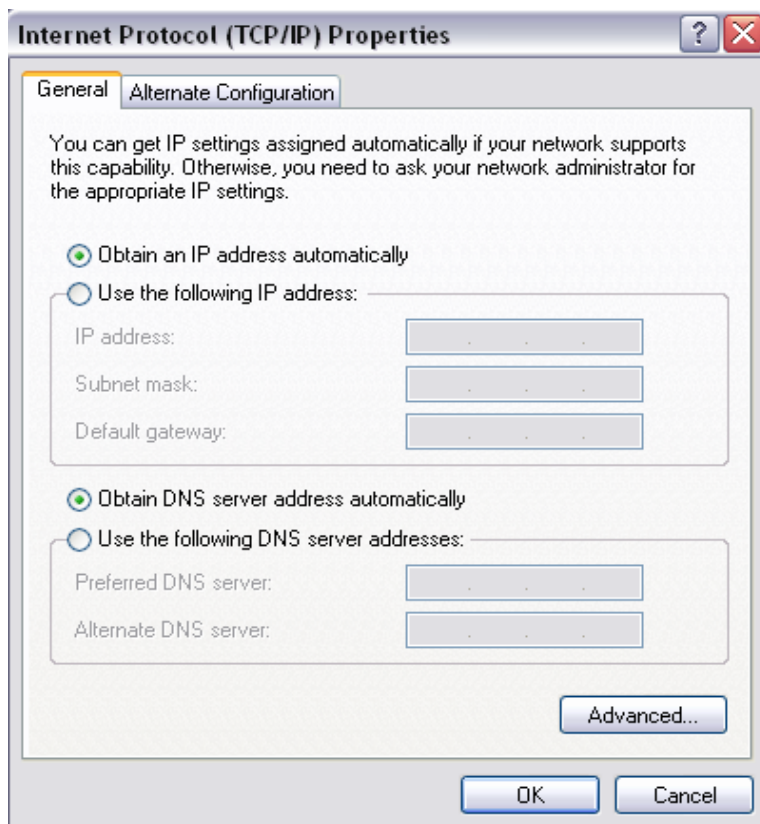 Internet Protocol (TCP/IP) Properties
General
Alternate Configuration
You can get IP settings assigned automatically if your network supports
this capability. Otherwise, you need to ask your network administrator for
the appropriate IP settings.
Obtain an IP address automatically
Use the following IP address:
IP address:
Subnet mask:
Default gateway:
Obtain DNS server address automatically
Use the following DNS server addresses:
Preferred DNS server:
Alternate DNS server:
Advanced...
OK
Cancel